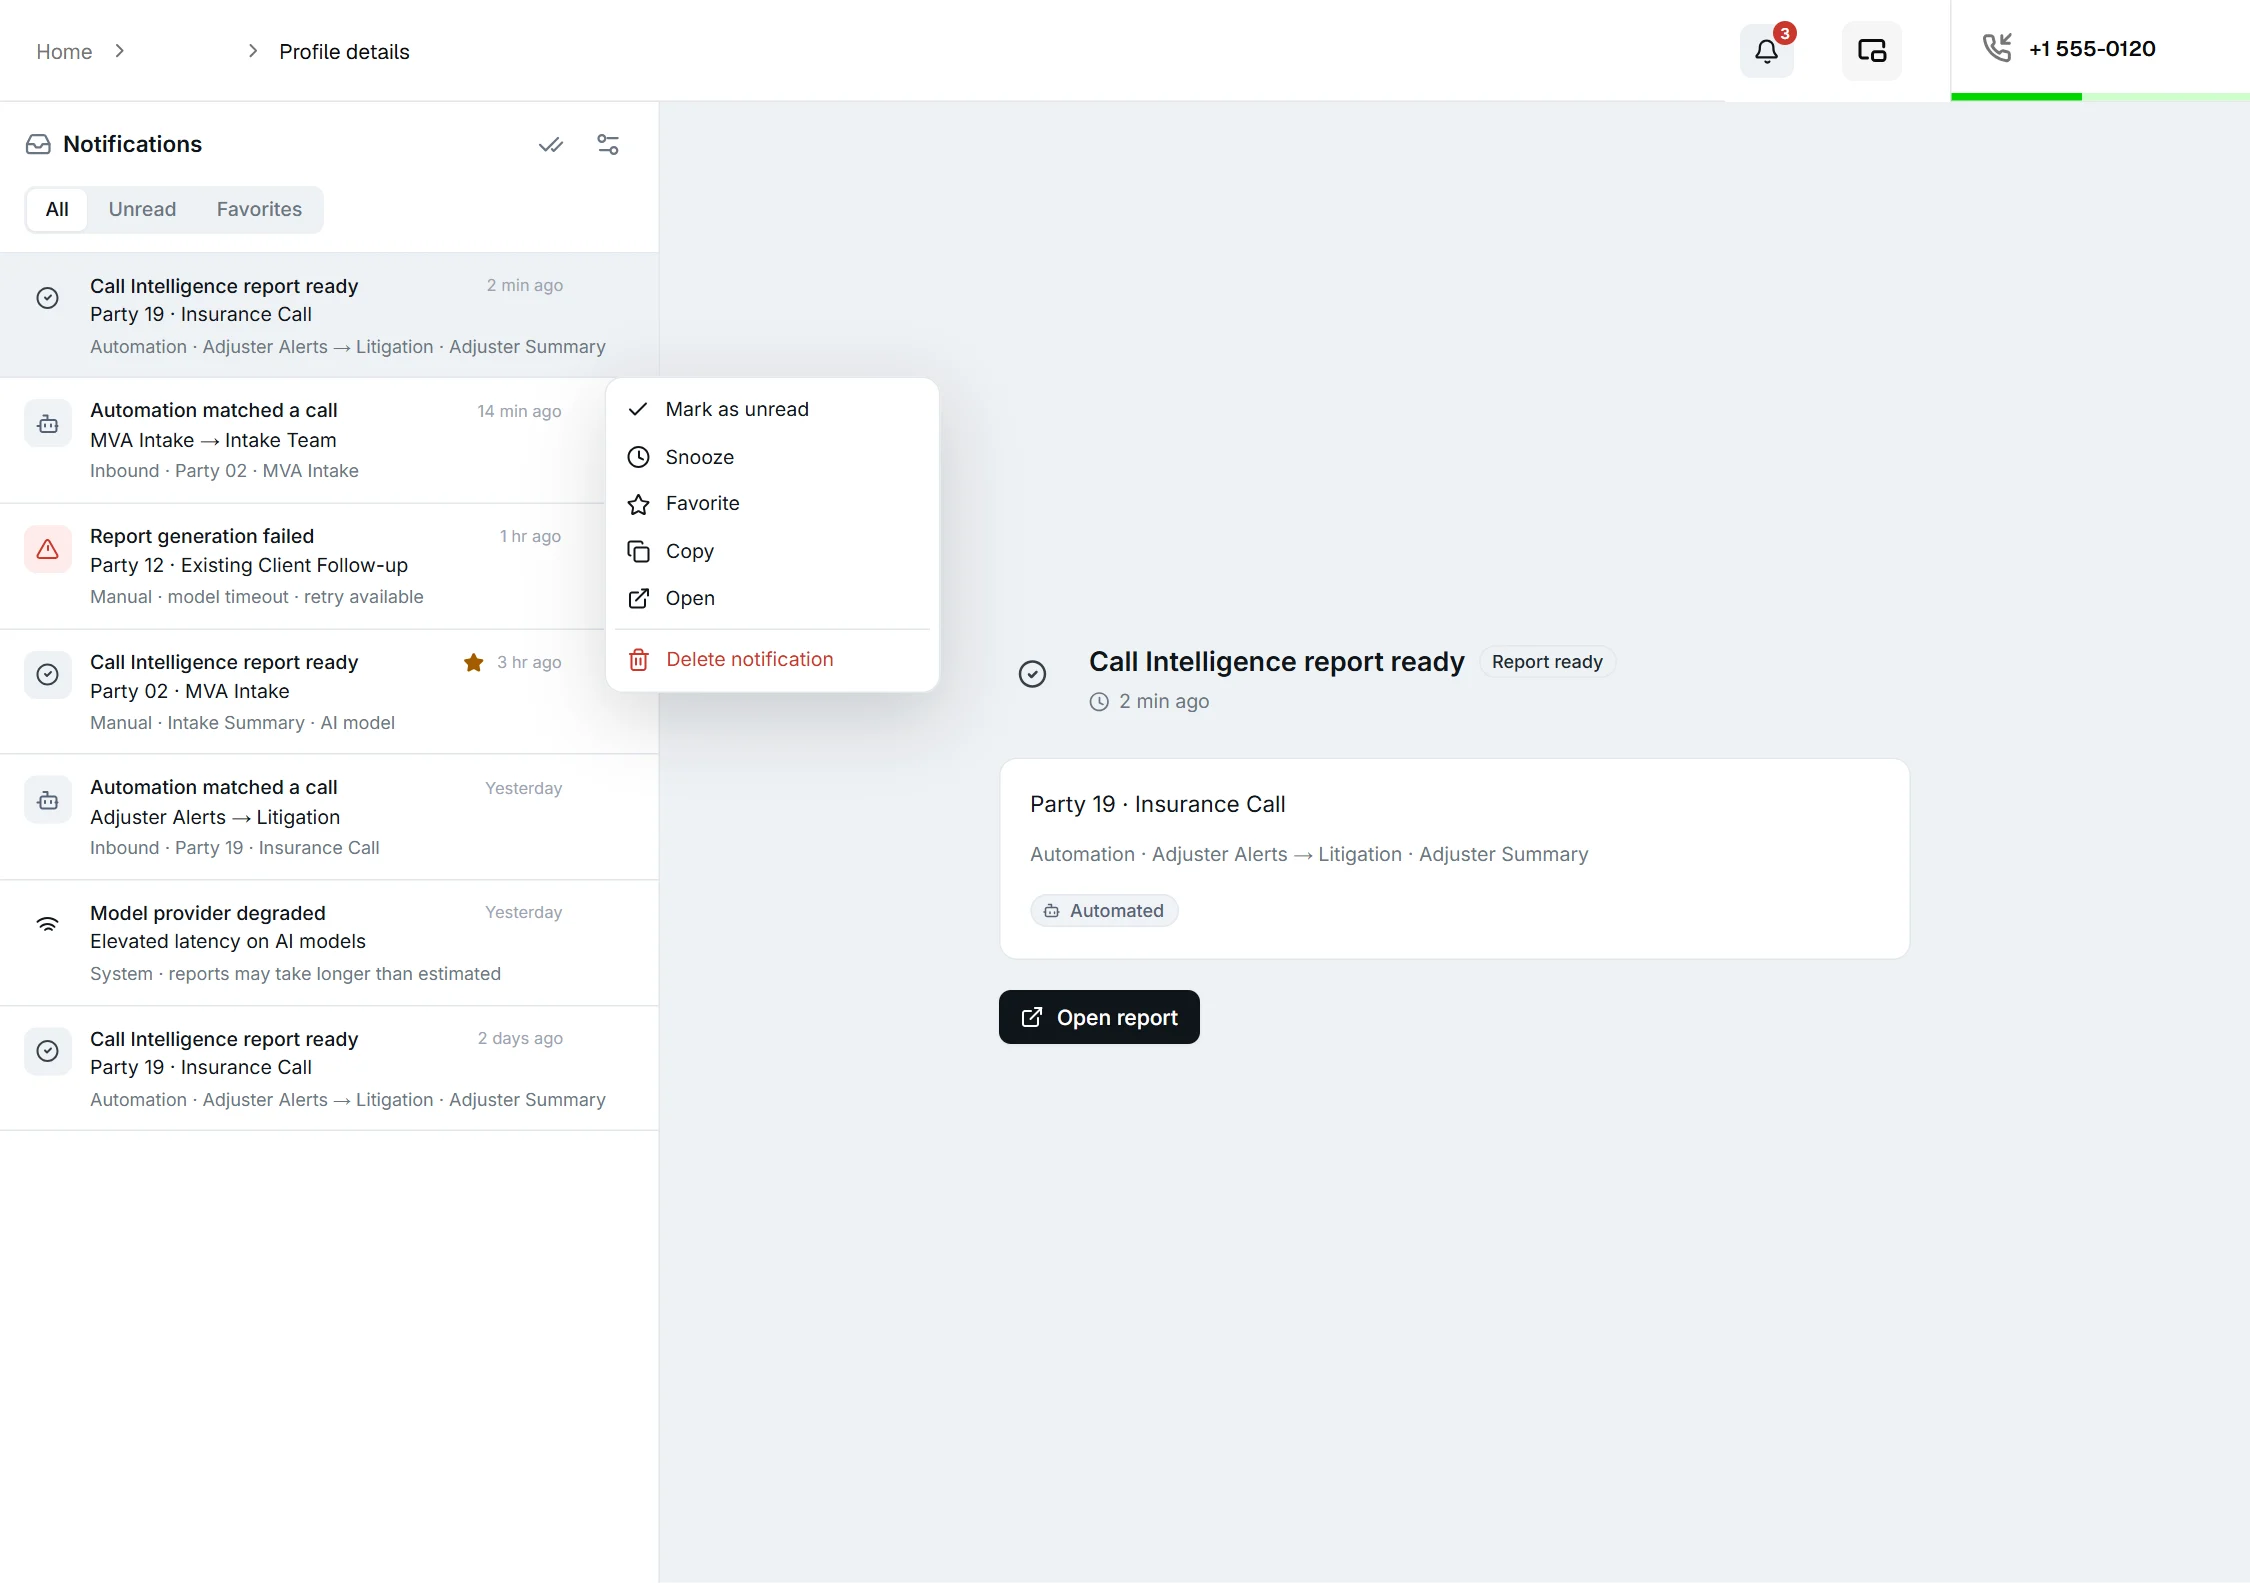 Home
Profile details
3
+1 555-0120
Notifications
All Unread Favorites
Call Intelligence report ready 2 min ago
Party 19 · Insurance Call
Automation · Adjuster Alerts → Litigation · Adjuster Summary
Automation matched a call 14 min ago
MVA Intake → Intake Team
Inbound · Party 02 · MVA Intake
Report generation failed 1 hr ago
Party 12 · Existing Client Follow-up
Manual · model timeout · retry available
Call Intelligence report ready 3 hr ago
Party 02 · MVA Intake
Manual · Intake Summary · AI model
Automation matched a call Yesterday
Adjuster Alerts → Litigation
Inbound · Party 19 · Insurance Call
Model provider degraded Yesterday
Elevated latency on AI models
System · reports may take longer than estimated
Call Intelligence report ready 2 days ago
Party 19 · Insurance Call
Automation · Adjuster Alerts → Litigation · Adjuster Summary
Mark as unread
Snooze
Favorite
Copy
Open
Delete notification
Call Intelligence report ready Report ready
2 min ago
Party 19 · Insurance Call
Automation · Adjuster Alerts → Litigation · Adjuster Summary
Automated
Open report